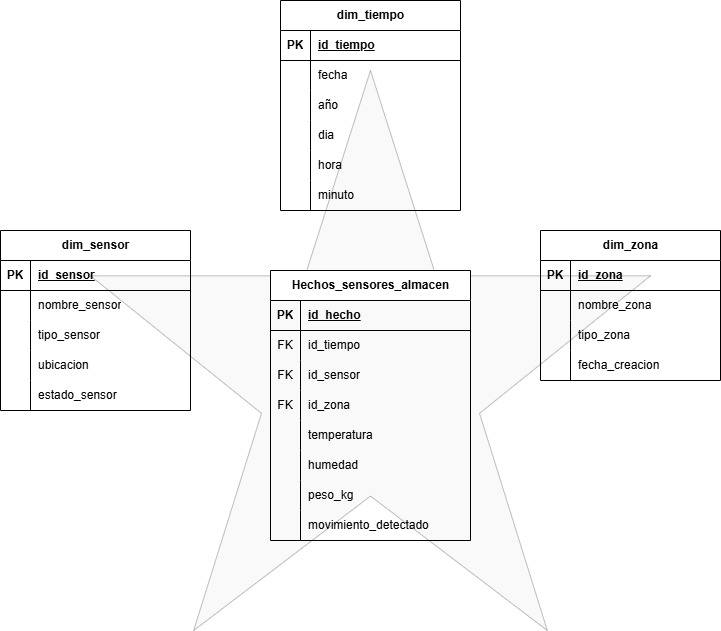 dim_tiempo
PK id_tiempo
fecha
año
dia
hora
minuto
dim_sensor
PK id_sensor
nombre_sensor
tipo_sensor
ubicacion
estado_sensor
dim_zona
PK id_zona
nombre_zona
tipo_zona
fecha_creacion
Hechos_sensores_almacen
PK id_hecho
FK id_tiempo
FK id_sensor
FK id_zona
temperatura
humedad
peso_kg
movimiento_detectado